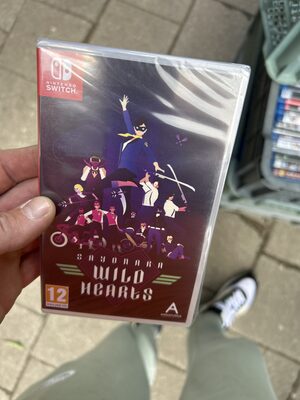 NINTENDO
SWITCH
SAYONARA
WILD
HEARTS
12